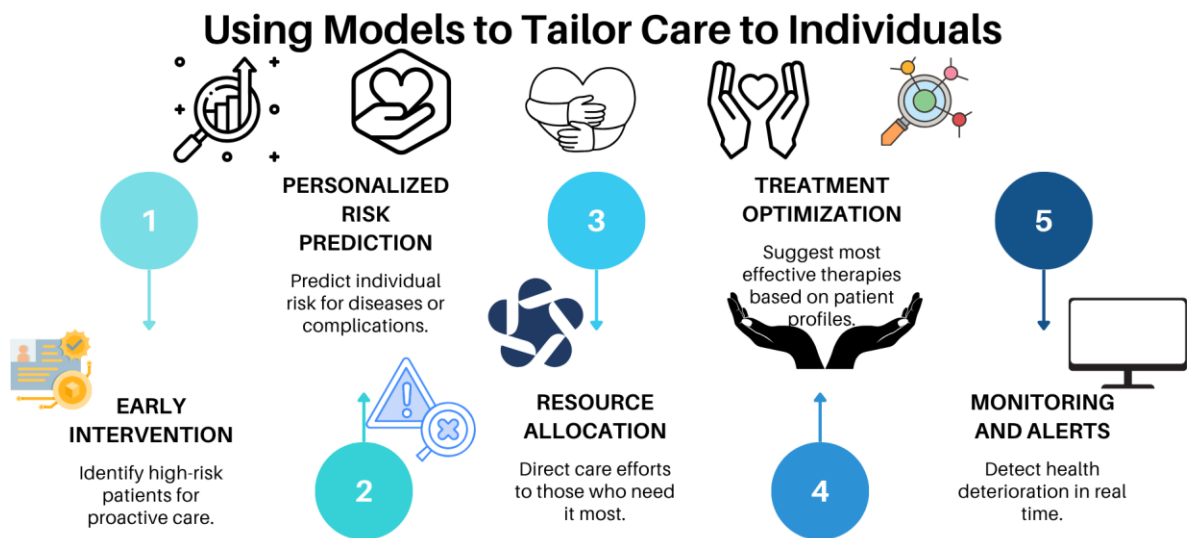 Using Models to Tailor Care to Individuals
1
EARLY
INTERVENTION
Identify high-risk
patients for
proactive care.
PERSONALIZED
RISK
PREDICTION
Predict individual
risk for diseases or
complications.
2
3
RESOURCE
ALLOCATION
Direct care efforts
to those who need
it most.
TREATMENT
OPTIMIZATION
Suggest most
effective therapies
based on patient
profiles.
4
5
MONITORING
AND ALERTS
Detect health
deterioration in real
time.